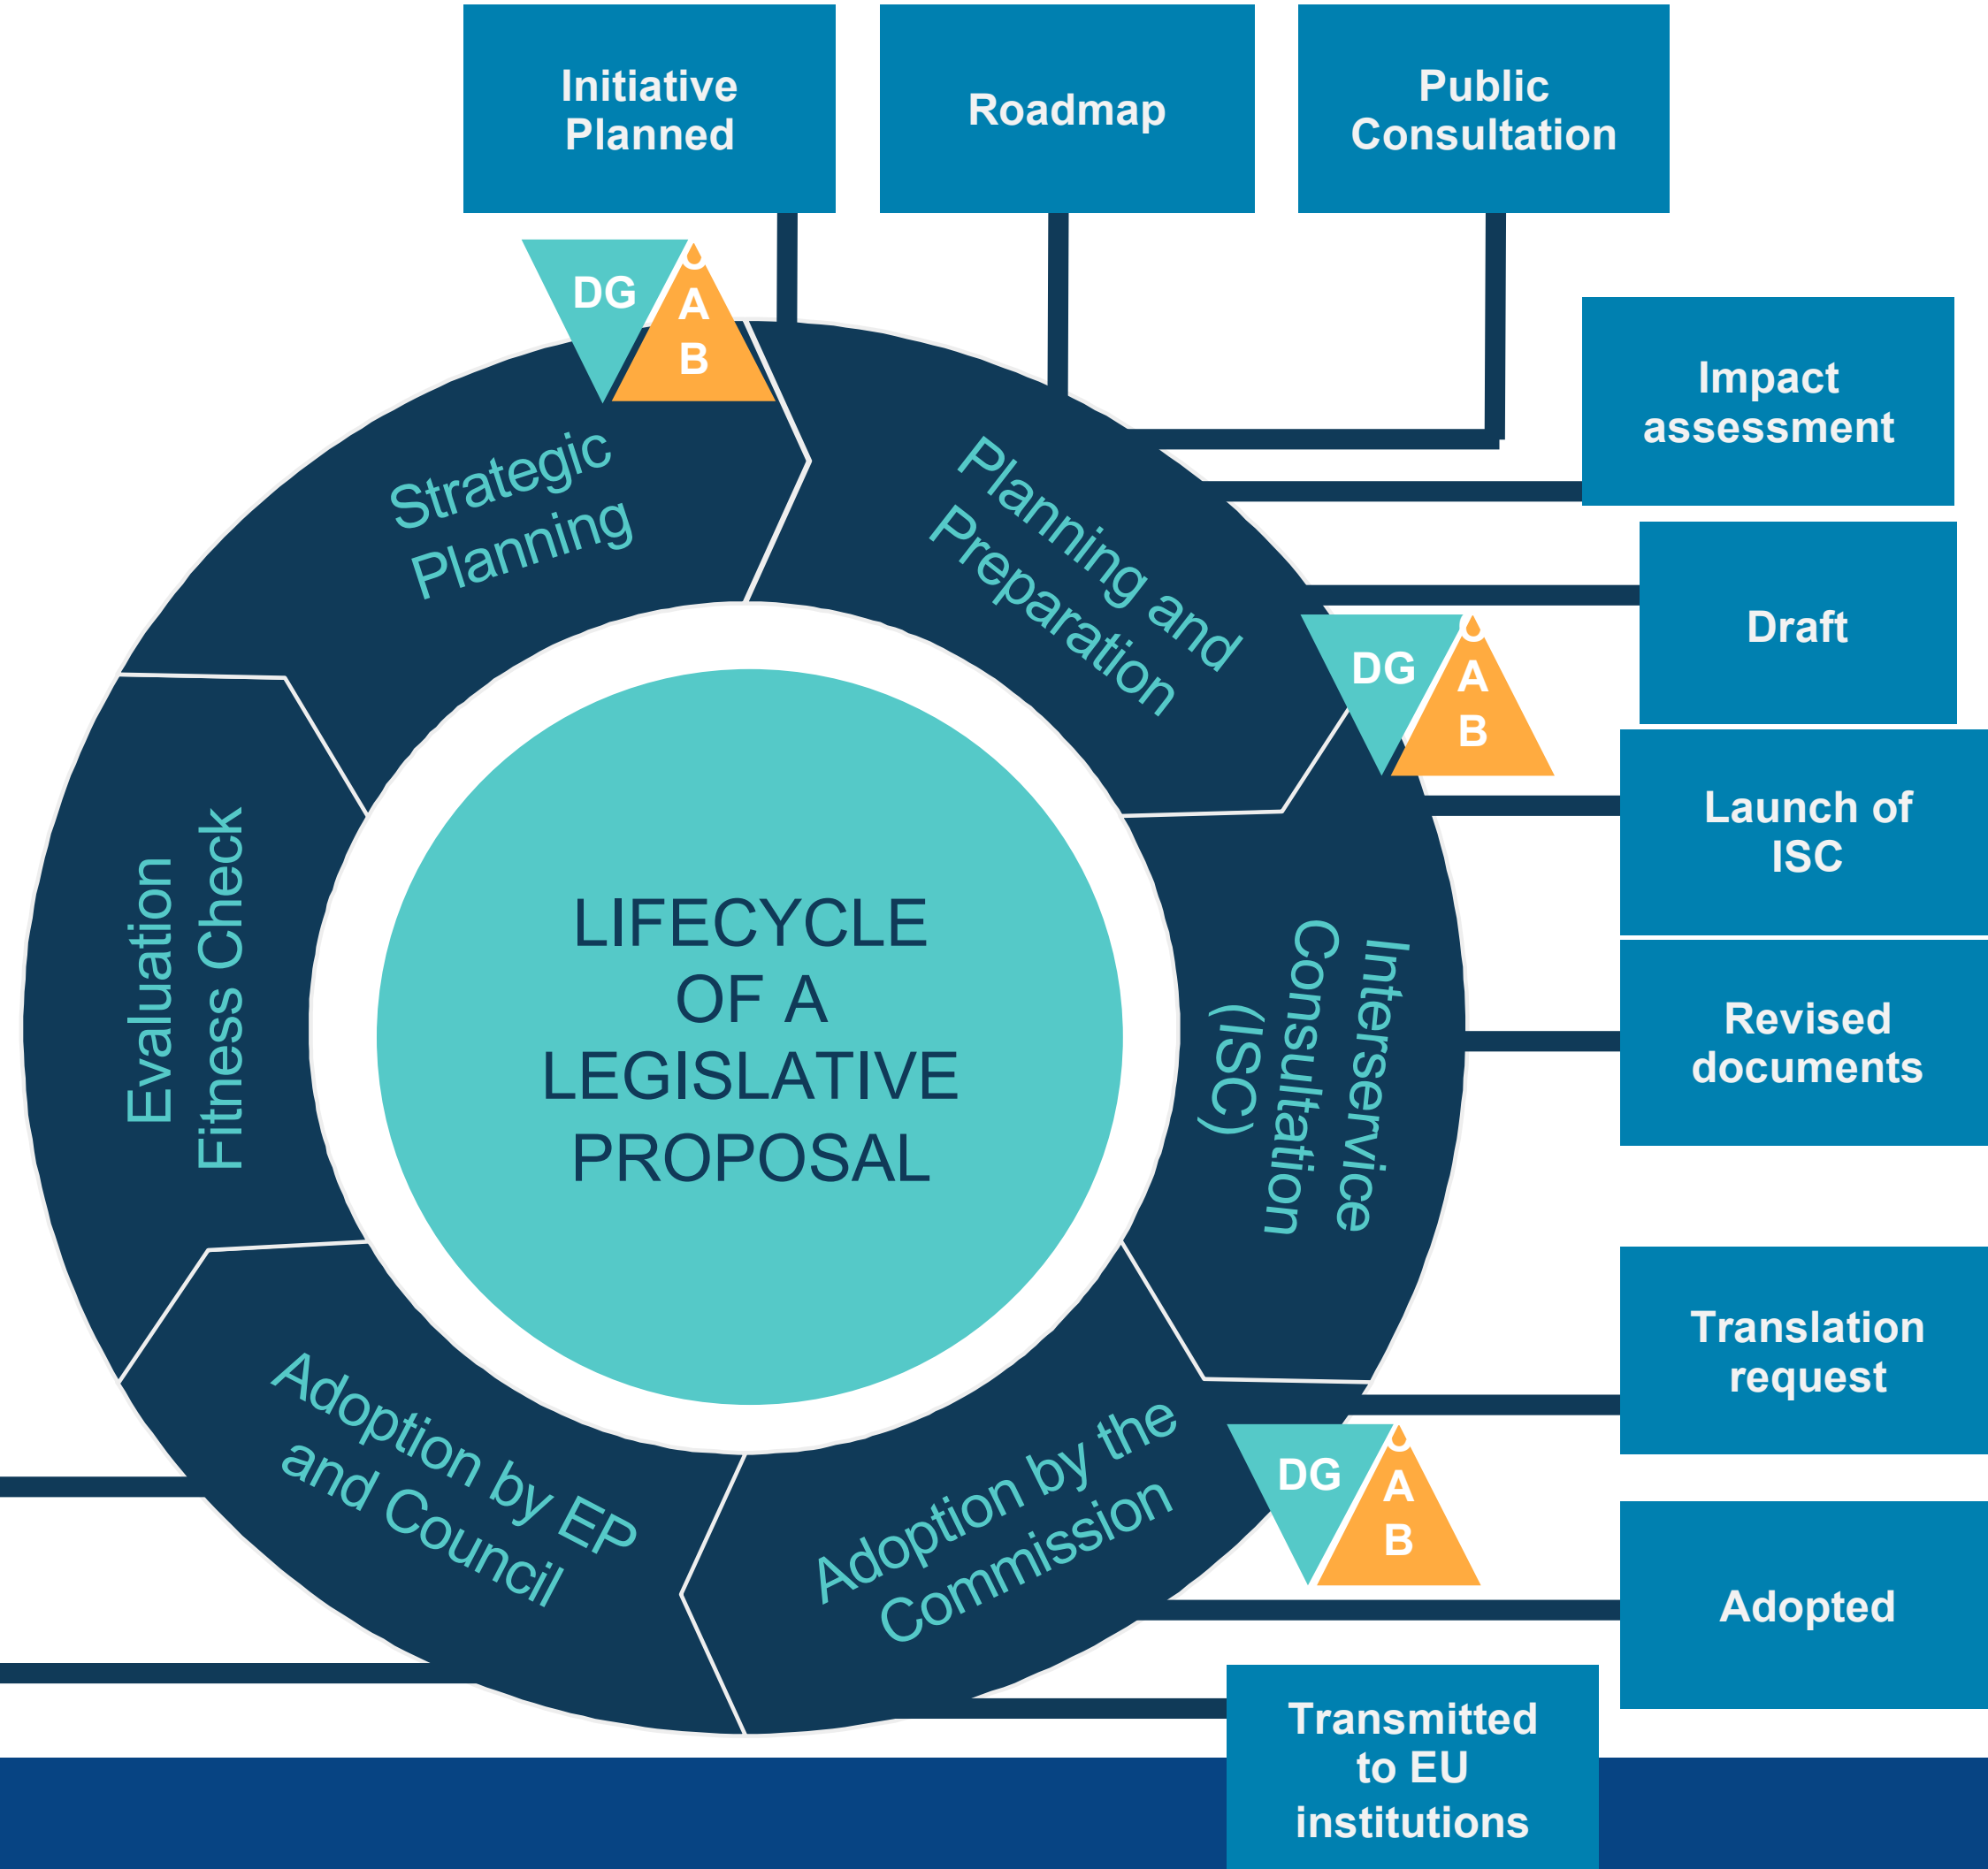 Initiative
Planned
Roadmap
Public
Consultation
DG
C
A
B
Impact
assessment
Strategic
Planning
Planning and
Preparation
Draft
DG
C
A
B
Launch of
ISC
Evaluation
Fitness Check
LIFECYCLE
OF A
LEGISLATIVE
PROPOSAL
Interservice
Consultation
(ISC)
Revised
documents
Translation
request
Adoption by EP
and Council
Adoption by the
Commission
DG
C
A
B
Adopted
Transmitted
to EU
institutions